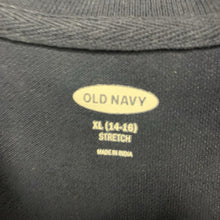 OLD NAVY
XL (14-16)
STRETCH
MADE IN INDIA